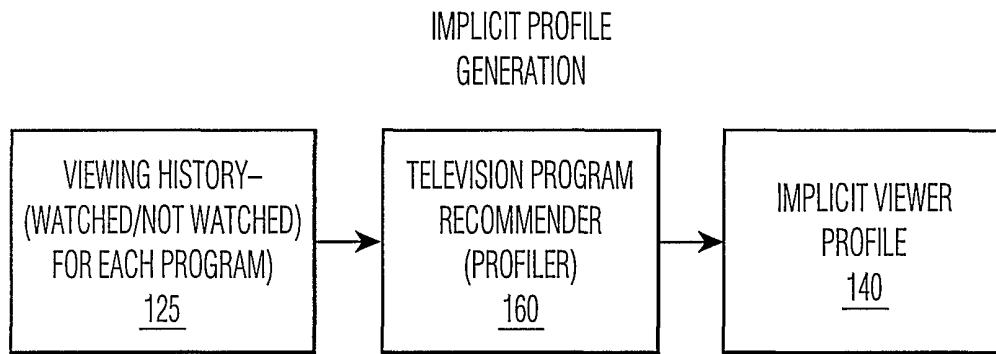 IMPLICIT PROFILE
GENERATION
VIEWING HISTORY–
(WATCHED/NOT WATCHED)
FOR EACH PROGRAM)
125
TELEVISION PROGRAM
RECOMMENDER
(PROFILER)
160
IMPLICIT VIEWER
PROFILE
140